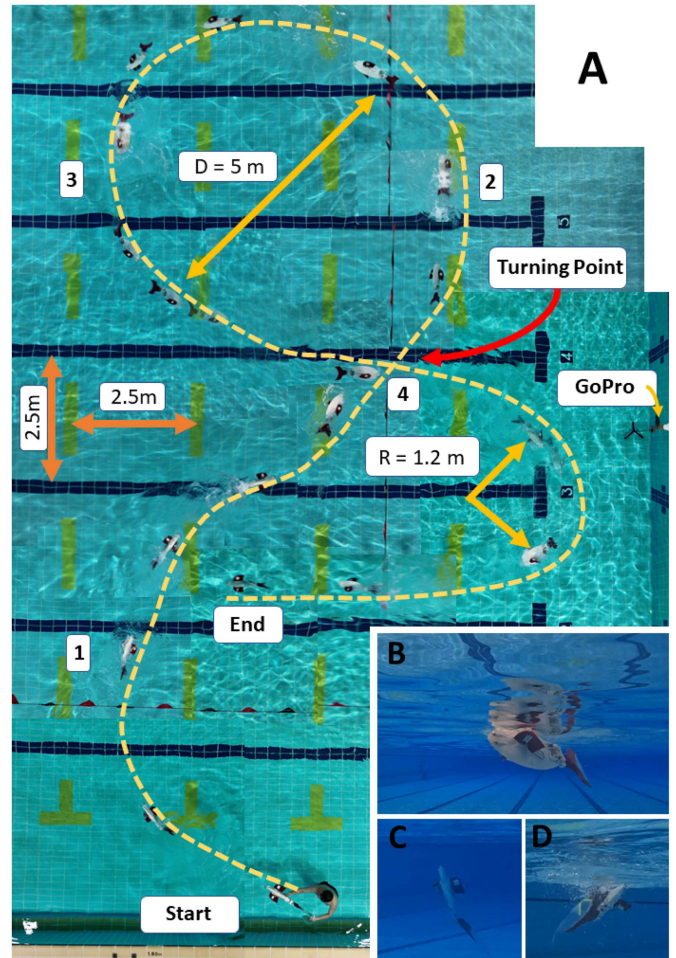 A
D = 5 m
3
2
5
Turning Point
4
2.5m
2.5m
4
GoPro
R = 1.2 m
3
End
1
B
C
D
Start